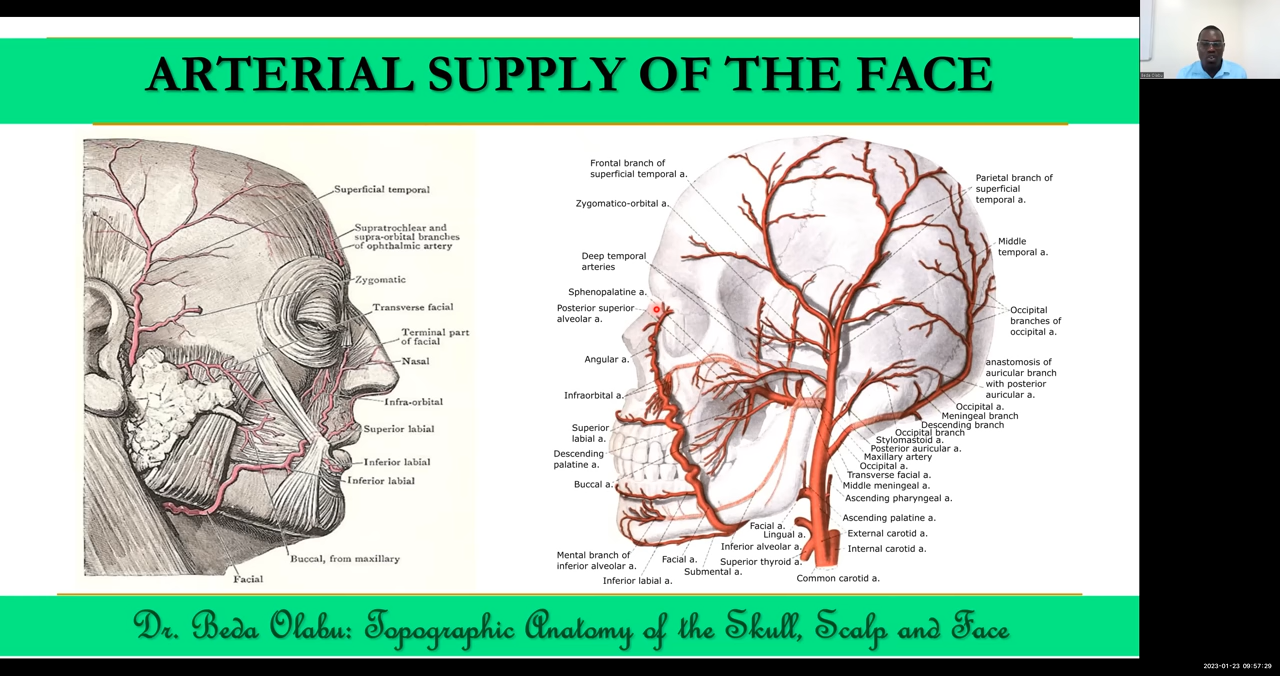 ARTERIAL SUPPLY OF THE FACE
Superficial temporal
Supratrochlear and
supra-orbital branches
of ophthalmic artery
Zygomatic
Transverse facial
Terminal part
of facial
Nasal
Infra-orbital
Superior labial
Inferior labial
Inferior labial
Buccal, from maxillary
Facial
Frontal branch of
superficial temporal a.
Zygomatico-orbital a.
Deep temporal
arteries
Sphenopalatine a.
Posterior superior
alveolar a.
Angular a.
Infraorbital a.
Superior
labial a.
Descending
palatine a.
Buccal a.
Mental branch of
inferior alveolar a.
Inferior labial a.
Facial a.
Submental a.
Facial a.
Lingual a.
Inferior alveolar a.
Superior thyroid a.
Common carotid a.
Parietal branch of
superficial
temporal a.
Middle
temporal a.
Occipital
branches of
occipital a.
anastomosis of
auricular branch
with posterior
auricular a.
Occipital a.
Meningeal branch
Descending branch
Occipital branch
Stylomastoid a.
Posterior auricular a.
Maxillary artery
Occipital a.
Transverse facial a.
Middle meningeal a.
Ascending pharyngeal a.
Ascending palatine a.
External carotid a.
Internal carotid a.
Dr. Beda Olabu: Topographic Anatomy of the Skull, Scalp and Face
Beda Olabu
2023-01-23 09:57:29